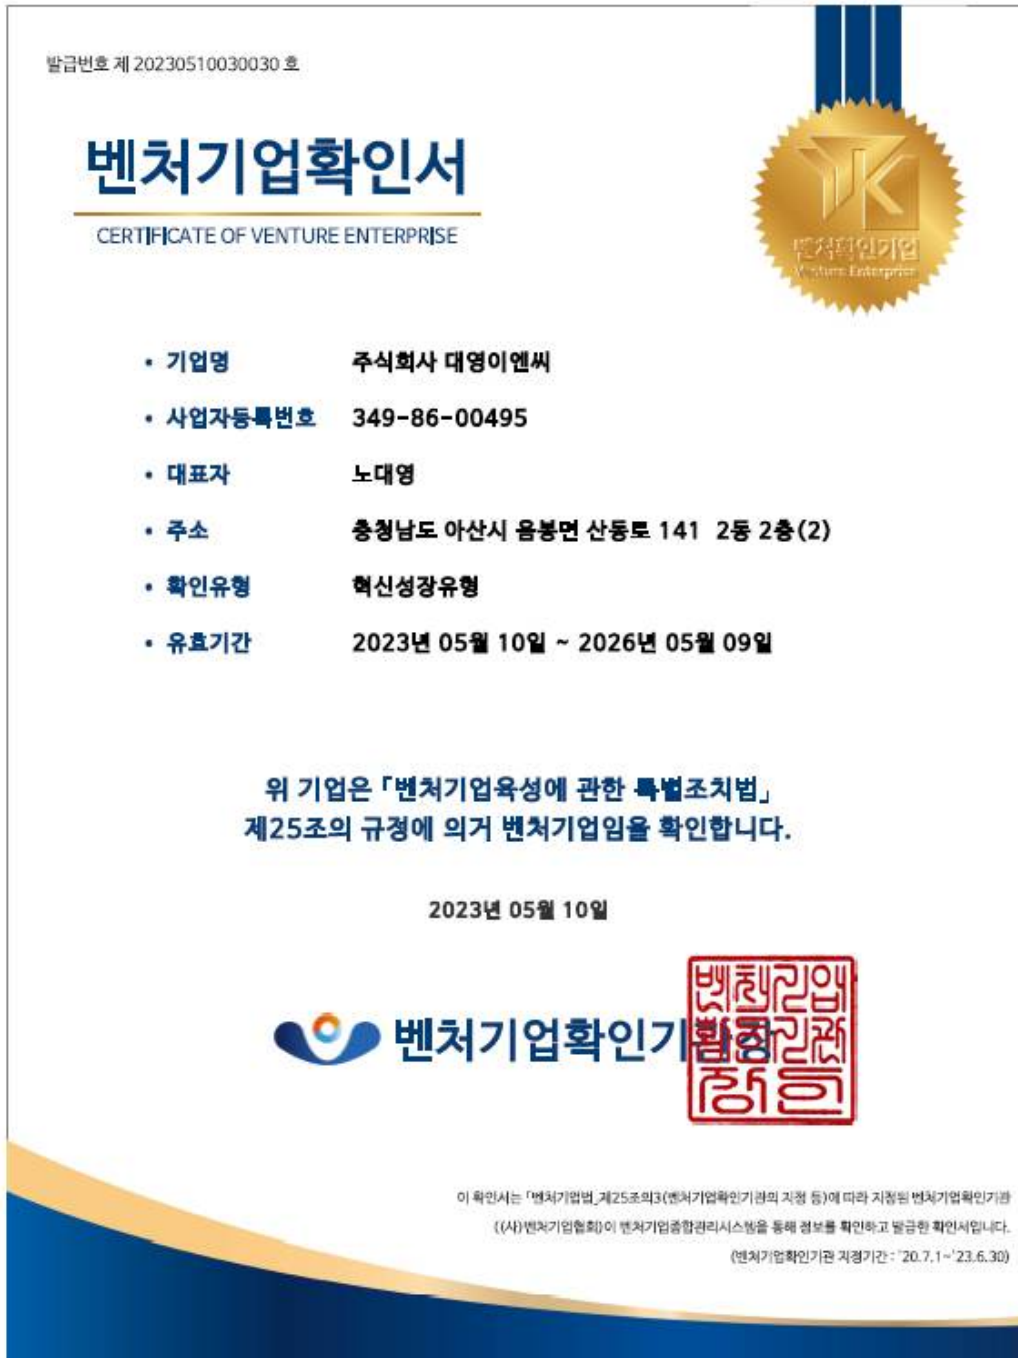 발급번호 제 20230510030030 호
벤처기업확인서
CERTIFICATE OF VENTURE ENTERPRISE
벤처확인기업
Venture Enterprise
• 기업명 주식회사 대영이엔씨
• 사업자등록번호 349-86-00495
• 대표자 노대영
• 주소 충청남도 아산시 음봉면 산동로 141 2동 2층(2)
• 확인유형 혁신성장유형
• 유효기간 2023년 05월 10일 ~ 2026년 05월 09일
위 기업은 「벤처기업육성에 관한 특별조치법」
제25조의 규정에 의거 벤처기업임을 확인합니다.
2023년 05월 10일
벤처기업확인기관장
벤처기업
확인기관
장의
이 확인서는 「벤처기업법」제25조의3(벤처기업확인기관의 지정 등)에 따라 지정된 벤처기업확인기관
((사)벤처기업협회)이 벤처기업종합관리시스템을 통해 정보를 확인하고 발급한 확인서입니다.
(벤처기업확인기관 지정기간 : '20.7.1~'23.6.30)